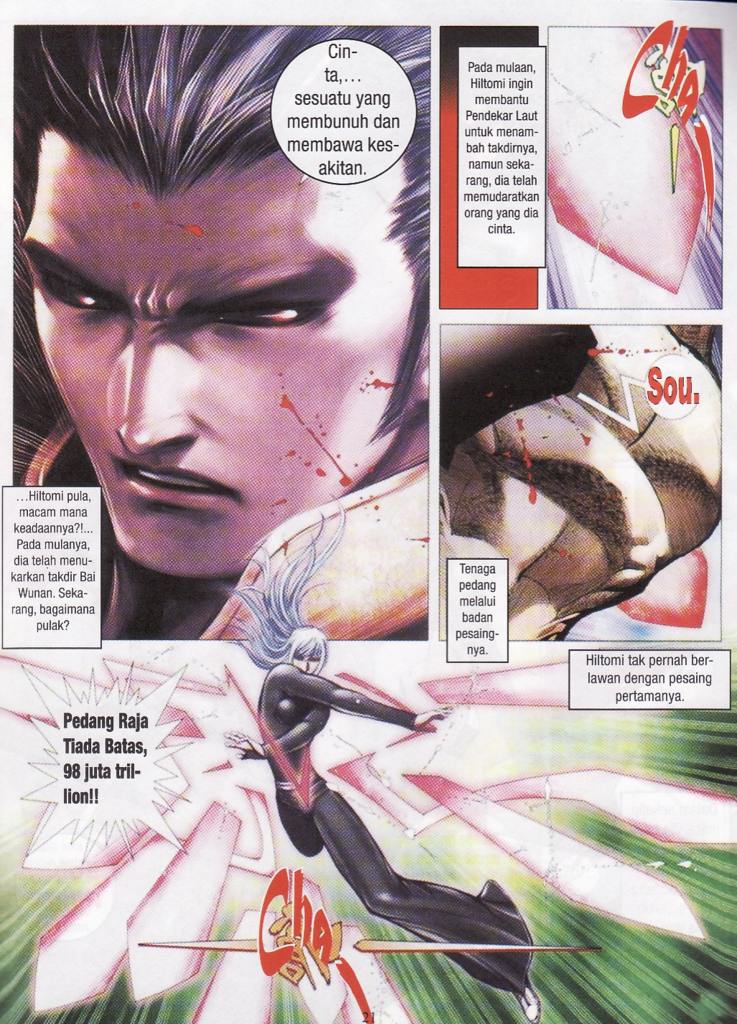 Cin-
ta,...
sesuatu yang
membunuh dan
membawa kes-
akitan.
Pada mulaan,
Hiltomi ingin
membantu
Pendekar Laut
untuk menam-
bah takdirnya,
namun seka-
rang, dia telah
memudaratkan
orang yang dia
cinta.
Cha,
...Hiltomi pula,
macam mana
keadaannya?!...
Pada mulanya,
dia telah menu-
karkan takdir Bai
Wunan. Seka-
rang, bagaimana
pulak?
Sou.
Tenaga
pedang
melalui
badan
pesaing-
nya.
Hiltomi tak pernah ber-
lawan dengan pesaing
pertamanya.
Pedang Raja
Tiada Batas,
98 juta tril-
lion!!
Cha,
21